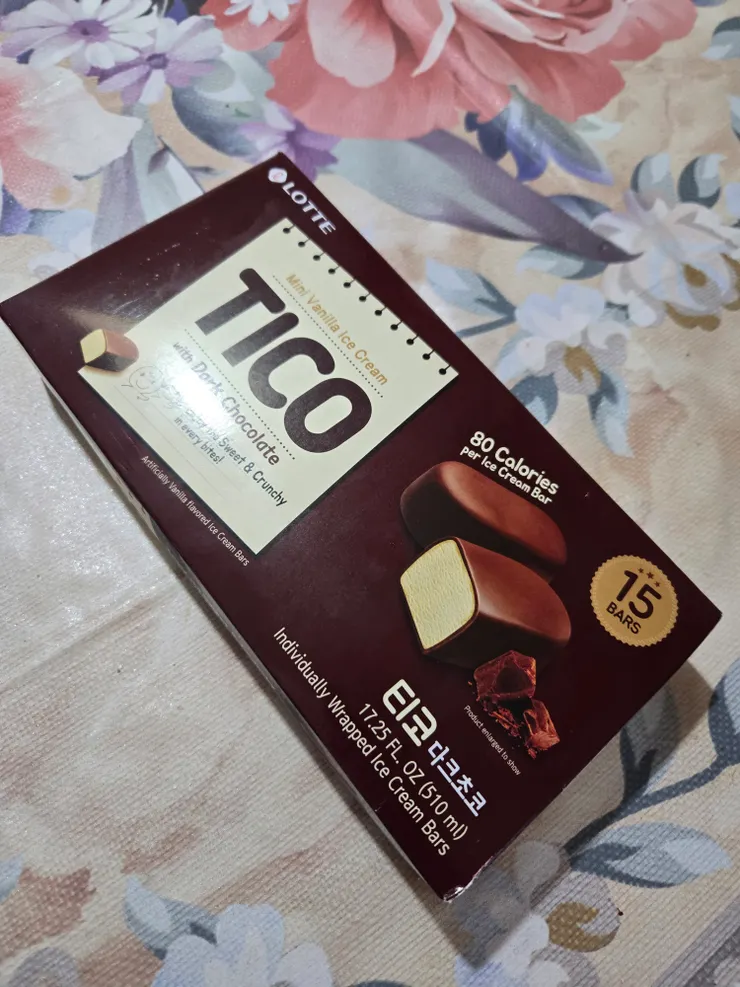 LOTTE
Mini Vanilla Ice Cream
TICO
with Dark Chocolate
Sweet & Crunchy
in every bites!
Artificially Vanilla flavored Ice Cream Bars
80 Calories
per Ice Cream Bar
15
BARS
Product enlarged to show
티코 다크초코
17.25 FL. OZ (510 ml)
Individually Wrapped Ice Cream Bars